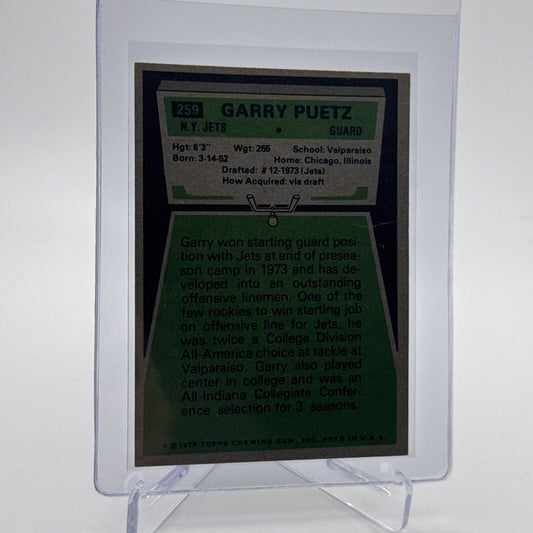 259 GARRY PUETZ
N.Y. JETS • GUARD
Hgt: 6'3" Wgt: 255 School: Valparaiso
Born: 3-14-52 Home: Chicago, Illinois
Drafted: # 12-1973 (Jets)
How Acquired: via draft
Garry won starting guard posi-
tion with Jets at end of presea-
son camp in 1973 and has de-
veloped into an outstanding
offensive linemen. One of the
few rookies to win starting job
on offensive line for Jets, he
was twice a College Division
All-America choice at tackle at
Valparaiso. Garry also played
center in college and was an
All-Indiana Collegiate Confer-
ence selection for 3 seasons.
© 1975 TOPPS CHEWING GUM, INC. PRTD IN U.S.A.